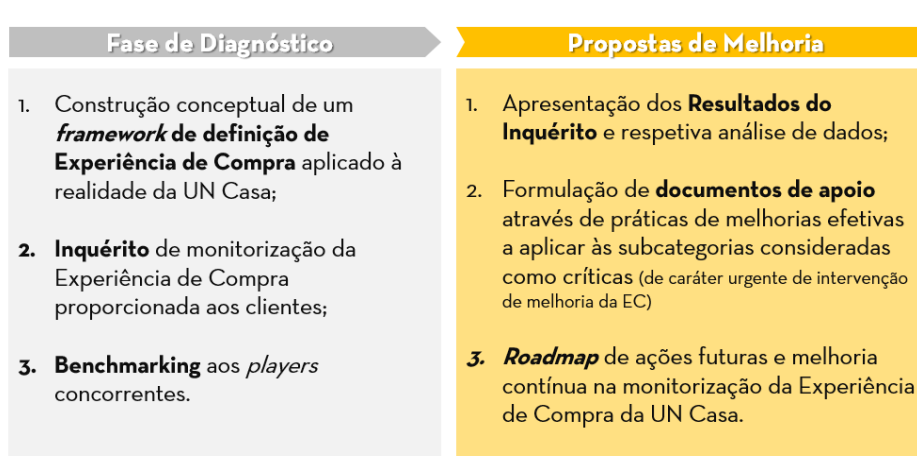 Fase de Diagnóstico
1. Construção conceptual de um
framework de definição de
Experiência de Compra aplicado à
realidade da UN Casa;
2. Inquérito de monitorização da
Experiência de Compra
proporcionada aos clientes;
3. Benchmarking aos players
concorrentes.
Propostas de Melhoria
1. Apresentação dos Resultados do
Inquérito e respetiva análise de dados;
2. Formulação de documentos de apoio
através de práticas de melhorias efetivas
a aplicar às subcategorias consideradas
como críticas (de caráter urgente de intervenção
de melhoria da EC)
3. Roadmap de ações futuras e melhoria
contínua na monitorização da Experiência
de Compra da UN Casa.